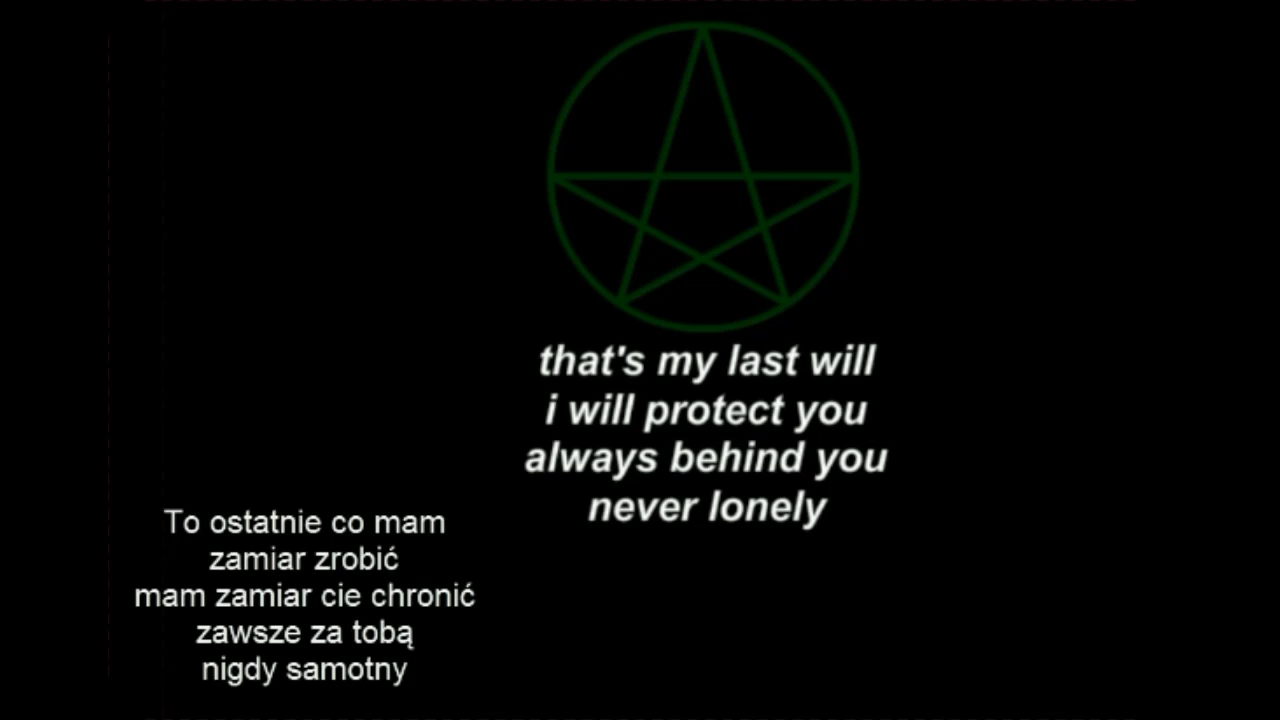 that's my last will
i will protect you
always behind you
never lonely
To ostatnie co mam
zamiar zrobić
mam zamiar cie chronić
zawsze za tobą
nigdy samotny